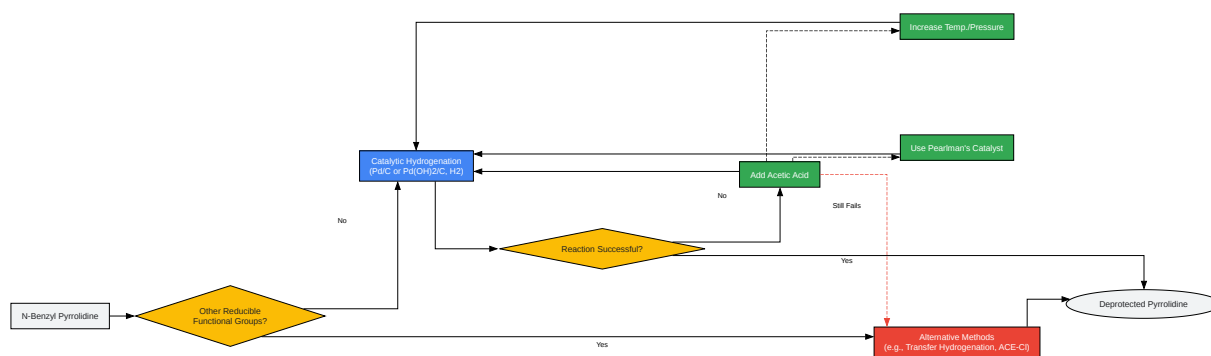 Increase Temp./Pressure
Use Pearlman's Catalyst
Catalytic Hydrogenation
(Pd/C or Pd(OH)2/C, H2)
Add Acetic Acid
No
Still Fails
No
Reaction Successful?
Yes
N-Benzyl Pyrrolidine
Other Reducible
Functional Groups?
Deprotected Pyrrolidine
Yes
Alternative Methods
(e.g., Transfer Hydrogenation, ACE-Cl)